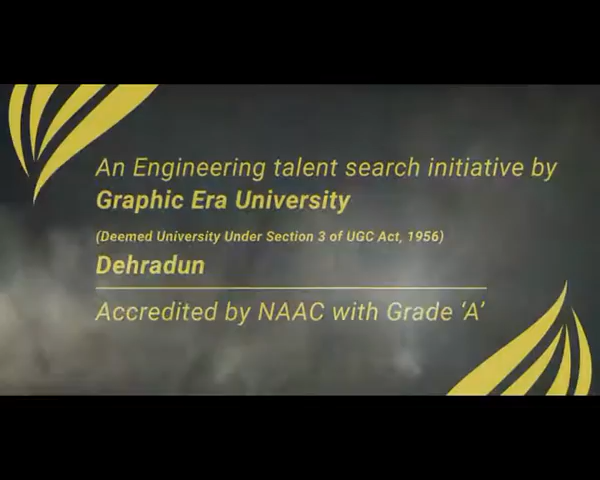 An Engineering talent search initiative by
Graphic Era University
(Deemed University Under Section 3 of UGC Act, 1956)
Dehradun
Accredited by NAAC with Grade ‘A’